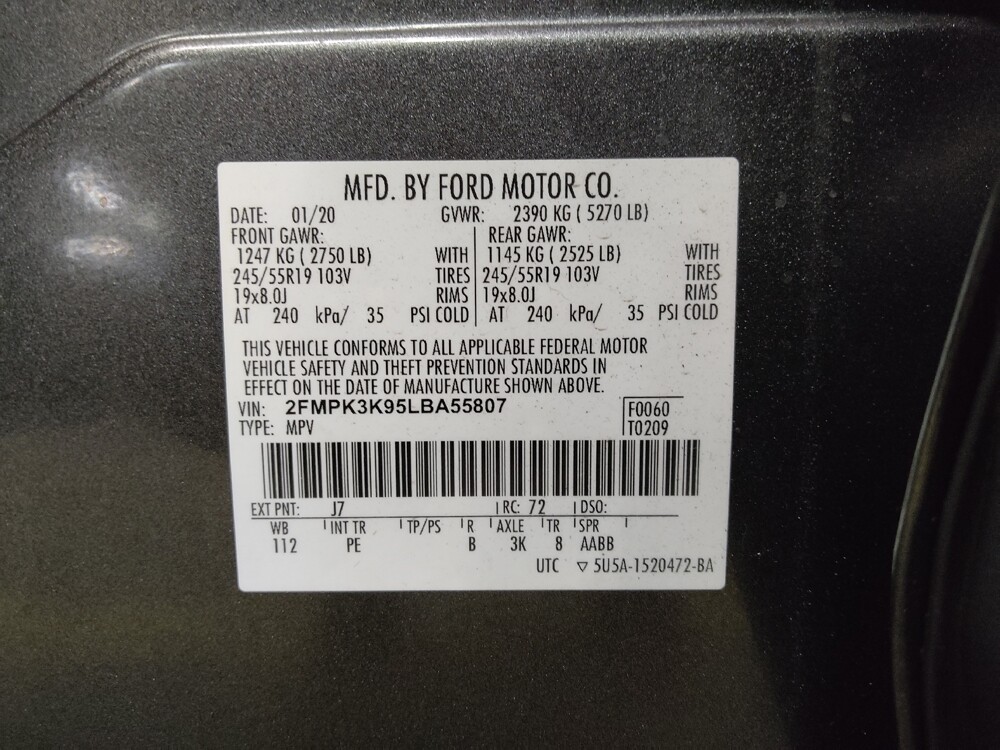 MFD. BY FORD MOTOR CO.
DATE: 01/20 GVWR: 2390 KG ( 5270 LB)
FRONT GAWR: REAR GAWR:
1247 KG ( 2750 LB) WITH 1145 KG ( 2525 LB) WITH
245/55R19 103V TIRES 245/55R19 103V TIRES
19x8.0J RIMS 19x8.0J RIMS
AT 240 kPa/ 35 PSI COLD AT 240 kPa/ 35 PSI COLD
THIS VEHICLE CONFORMS TO ALL APPLICABLE FEDERAL MOTOR
VEHICLE SAFETY AND THEFT PREVENTION STANDARDS IN
EFFECT ON THE DATE OF MANUFACTURE SHOWN ABOVE.
VIN: 2FMPK3K95LBA55807 F0060
TYPE: MPV T0209
EXT PNT: J7 RC: 72 DSO:
WB INT TR TP/PS R AXLE TR SPR
112 PE B 3K 8 AABB
UTC ▽ 5U5A-1520472-BA